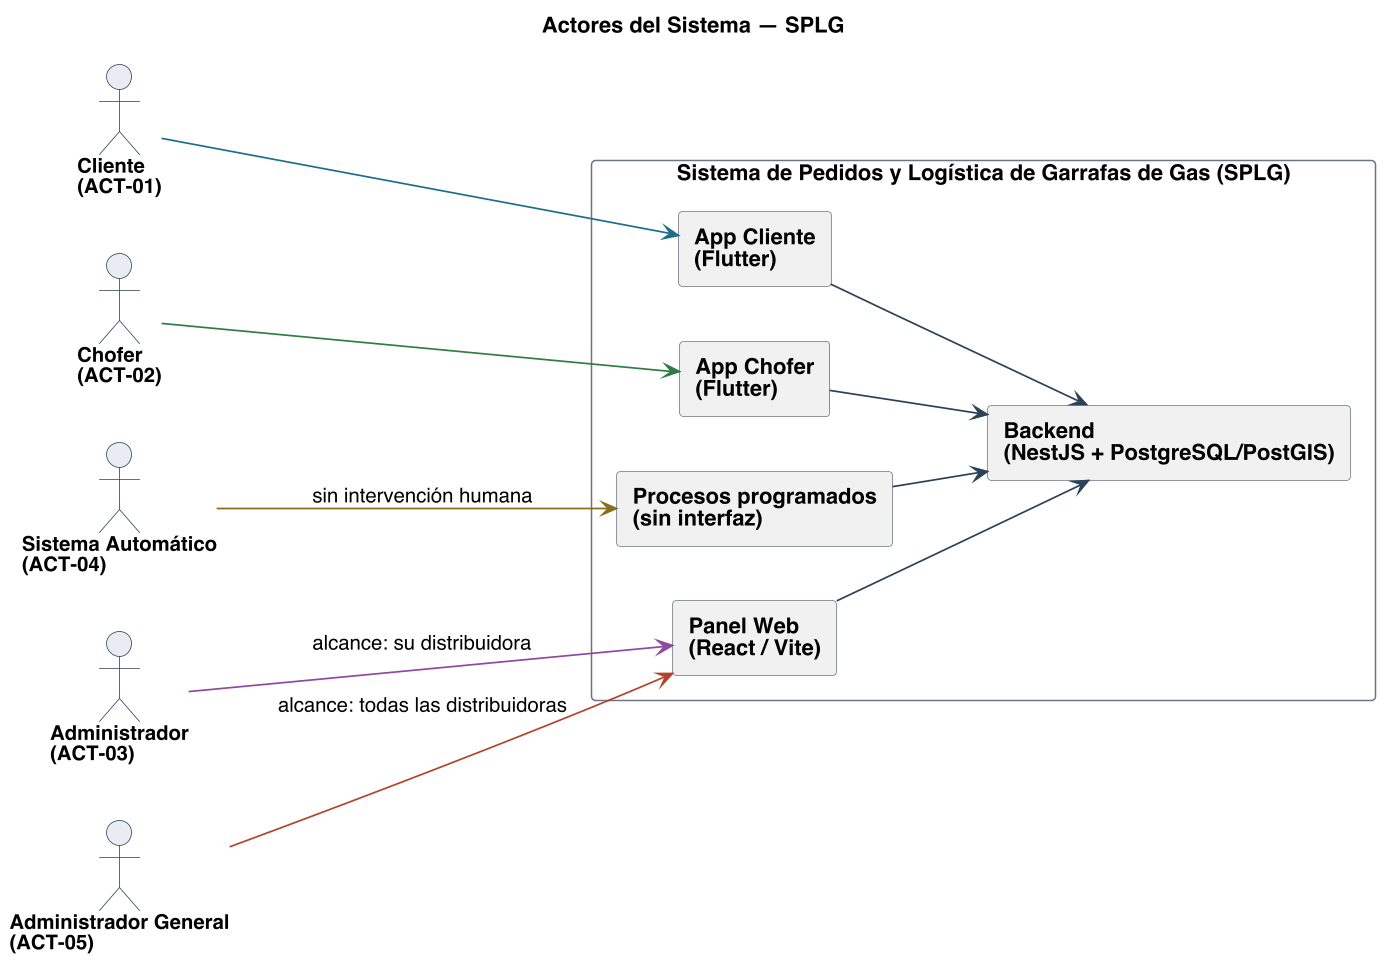 Actores del Sistema — SPLG
Cliente
(ACT-01)
Chofer
(ACT-02)
Sistema Automático
(ACT-04)
Administrador
(ACT-03)
Administrador General
(ACT-05)
sin intervención humana
alcance: su distribuidora
alcance: todas las distribuidoras
Sistema de Pedidos y Logística de Garrafas de Gas (SPLG)
App Cliente
(Flutter)
App Chofer
(Flutter)
Procesos programados
(sin interfaz)
Panel Web
(React / Vite)
Backend
(NestJS + PostgreSQL/PostGIS)